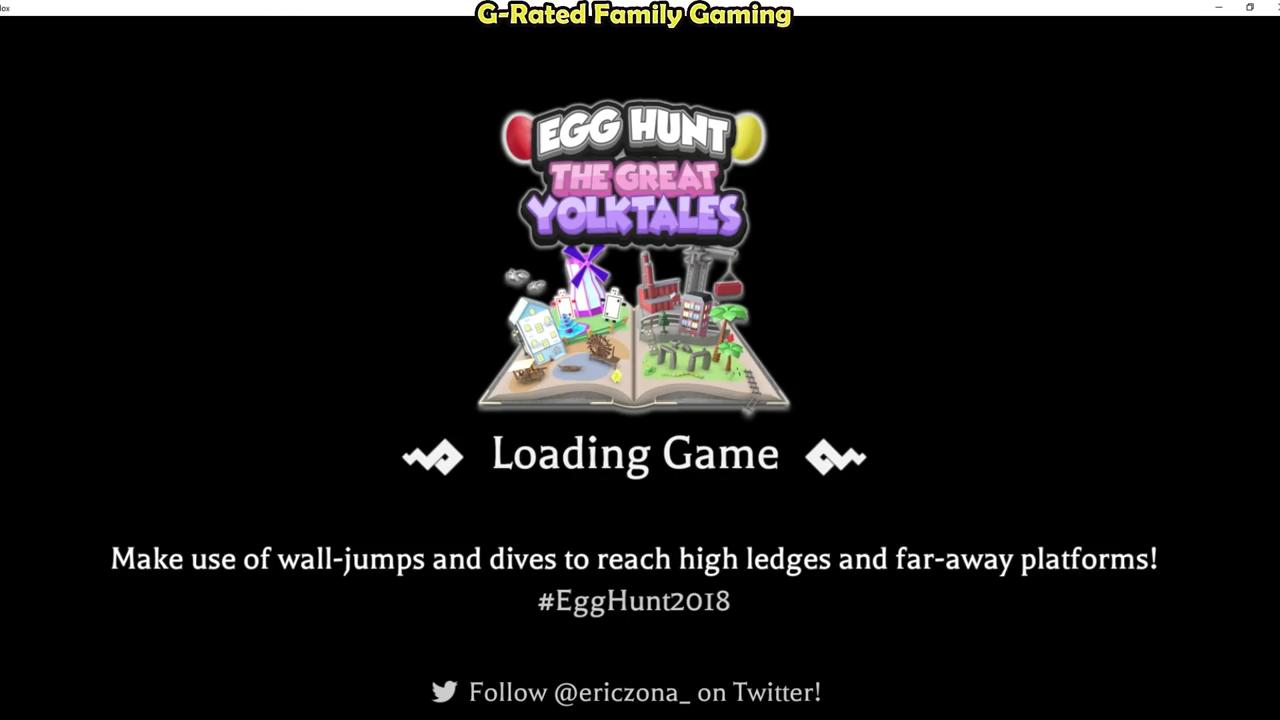 ox
G-Rated Family Gaming
EGG HUNT
THE GREAT
YOLKTALES
Loading Game
Make use of wall-jumps and dives to reach high ledges and far-away platforms!
#EggHunt2018
Follow @ericzona_ on Twitter!